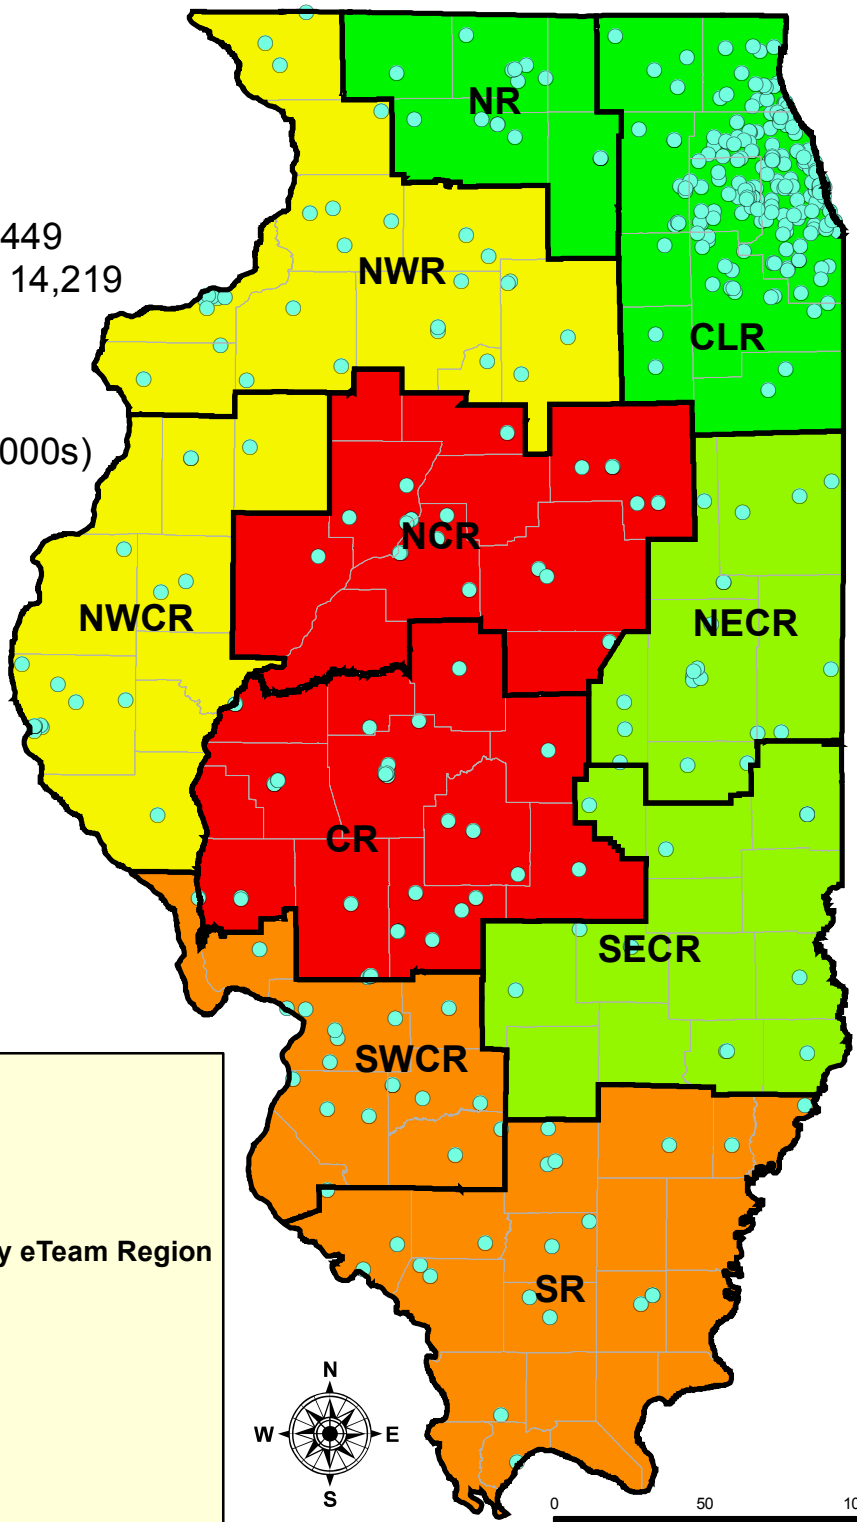 NR
449
14,219
NWR
CLR
000s)
NCR
NWCR
NECR
CR
SECR
SWCR
y eTeam Region
SR
N
W E
S
0 50 10